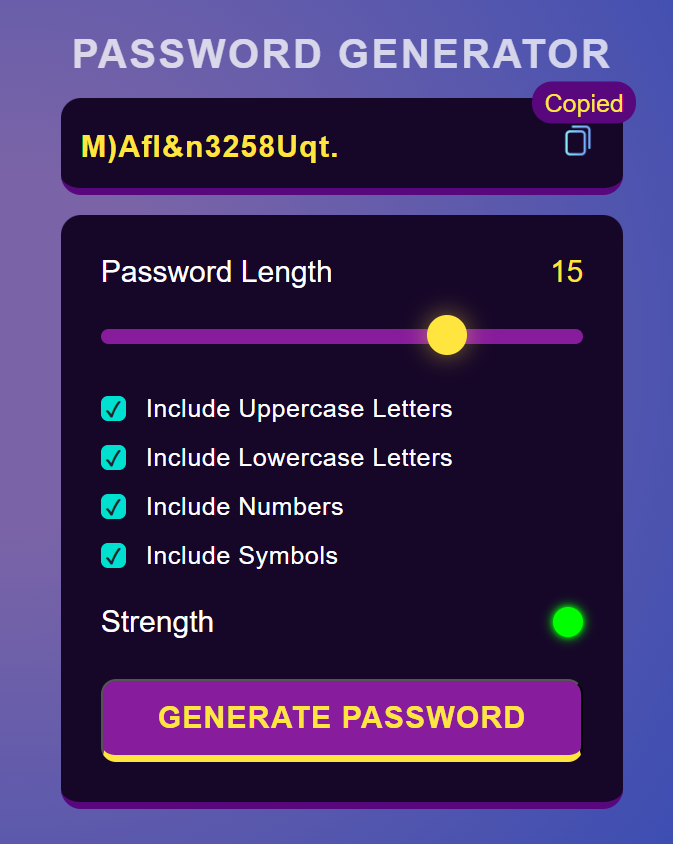 PASSWORD GENERATOR
Copied
M)Afl&n3258Uqt.
Password Length 15
Include Uppercase Letters
Include Lowercase Letters
Include Numbers
Include Symbols
Strength
GENERATE PASSWORD